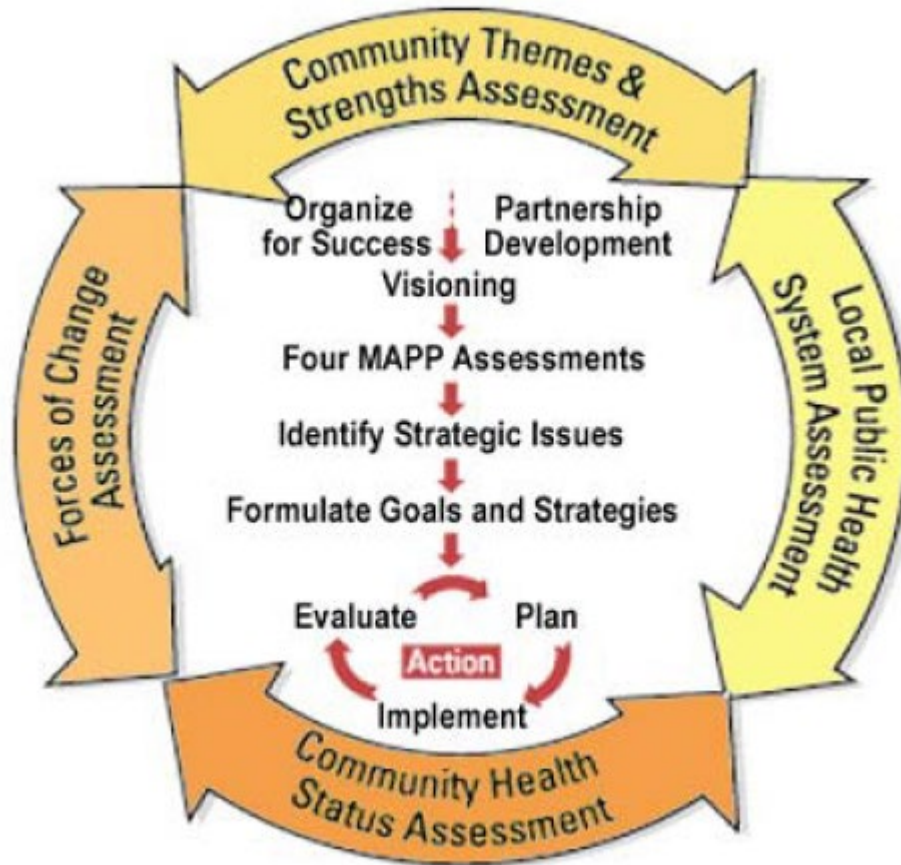 Community Themes &
Strengths Assessment
Organize
for Success
Partnership
Development
Visioning
Four MAPP Assessments
Identify Strategic Issues
Formulate Goals and Strategies
Evaluate
Plan
Action
Implement
Forces of Change
Assessment
Local Public Health
System Assessment
Community Health
Status Assessment